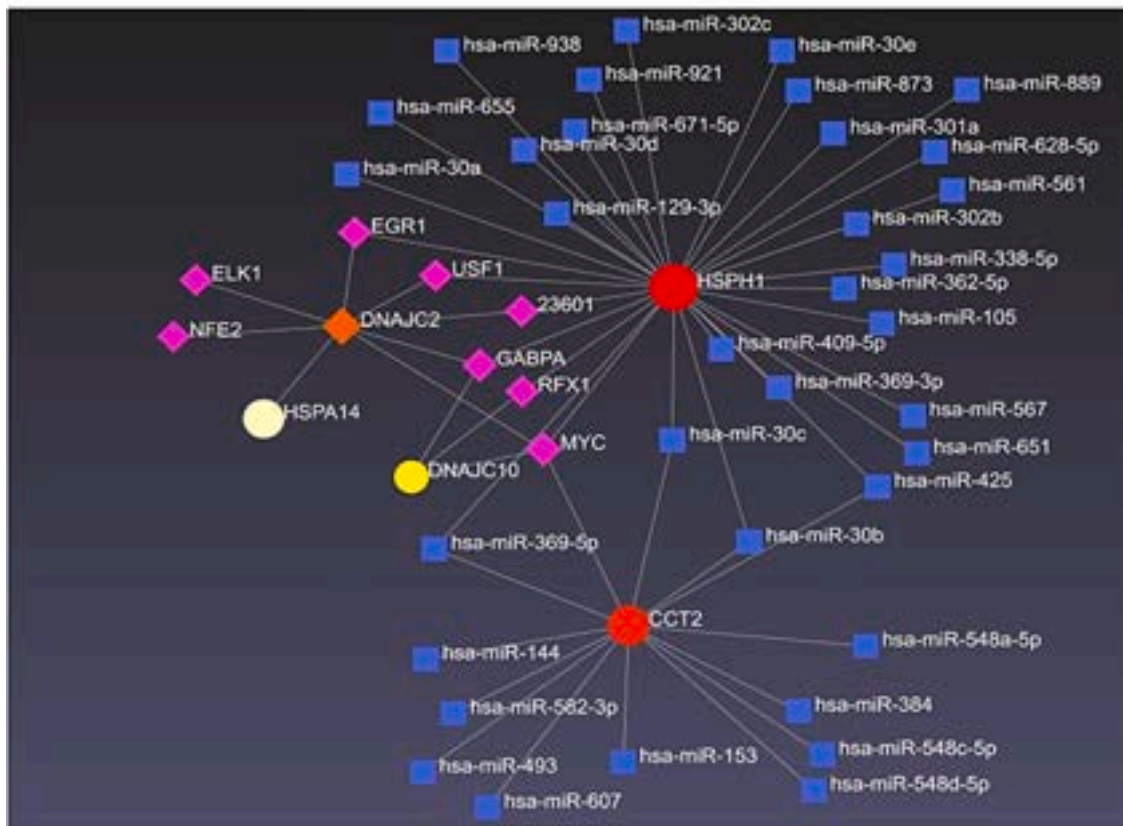 hsa-miR-302c
hsa-miR-938
hsa-miR-30e
hsa-miR-921
hsa-miR-873
hsa-miR-889
hsa-miR-655
hsa-miR-671-5p
hsa-miR-301a
hsa-miR-30d
hsa-miR-628-5p
hsa-miR-30a
hsa-miR-561
hsa-miR-129-3p
hsa-miR-302b
EGR1
hsa-miR-338-5p
ELK1
USF1
HSPH1
hsa-miR-362-5p
23601
NFE2
DNAJC2
hsa-miR-105
hsa-miR-409-5p
GABPA
hsa-miR-369-3p
RFX1
HSPA14
hsa-miR-567
hsa-miR-30c
MYC
hsa-miR-651
DNAJC10
hsa-miR-425
hsa-miR-369-5p
hsa-miR-30b
CCT2
hsa-miR-548a-5p
hsa-miR-144
hsa-miR-582-3p
hsa-miR-384
hsa-miR-548c-5p
hsa-miR-153
hsa-miR-493
hsa-miR-548d-5p
hsa-miR-607